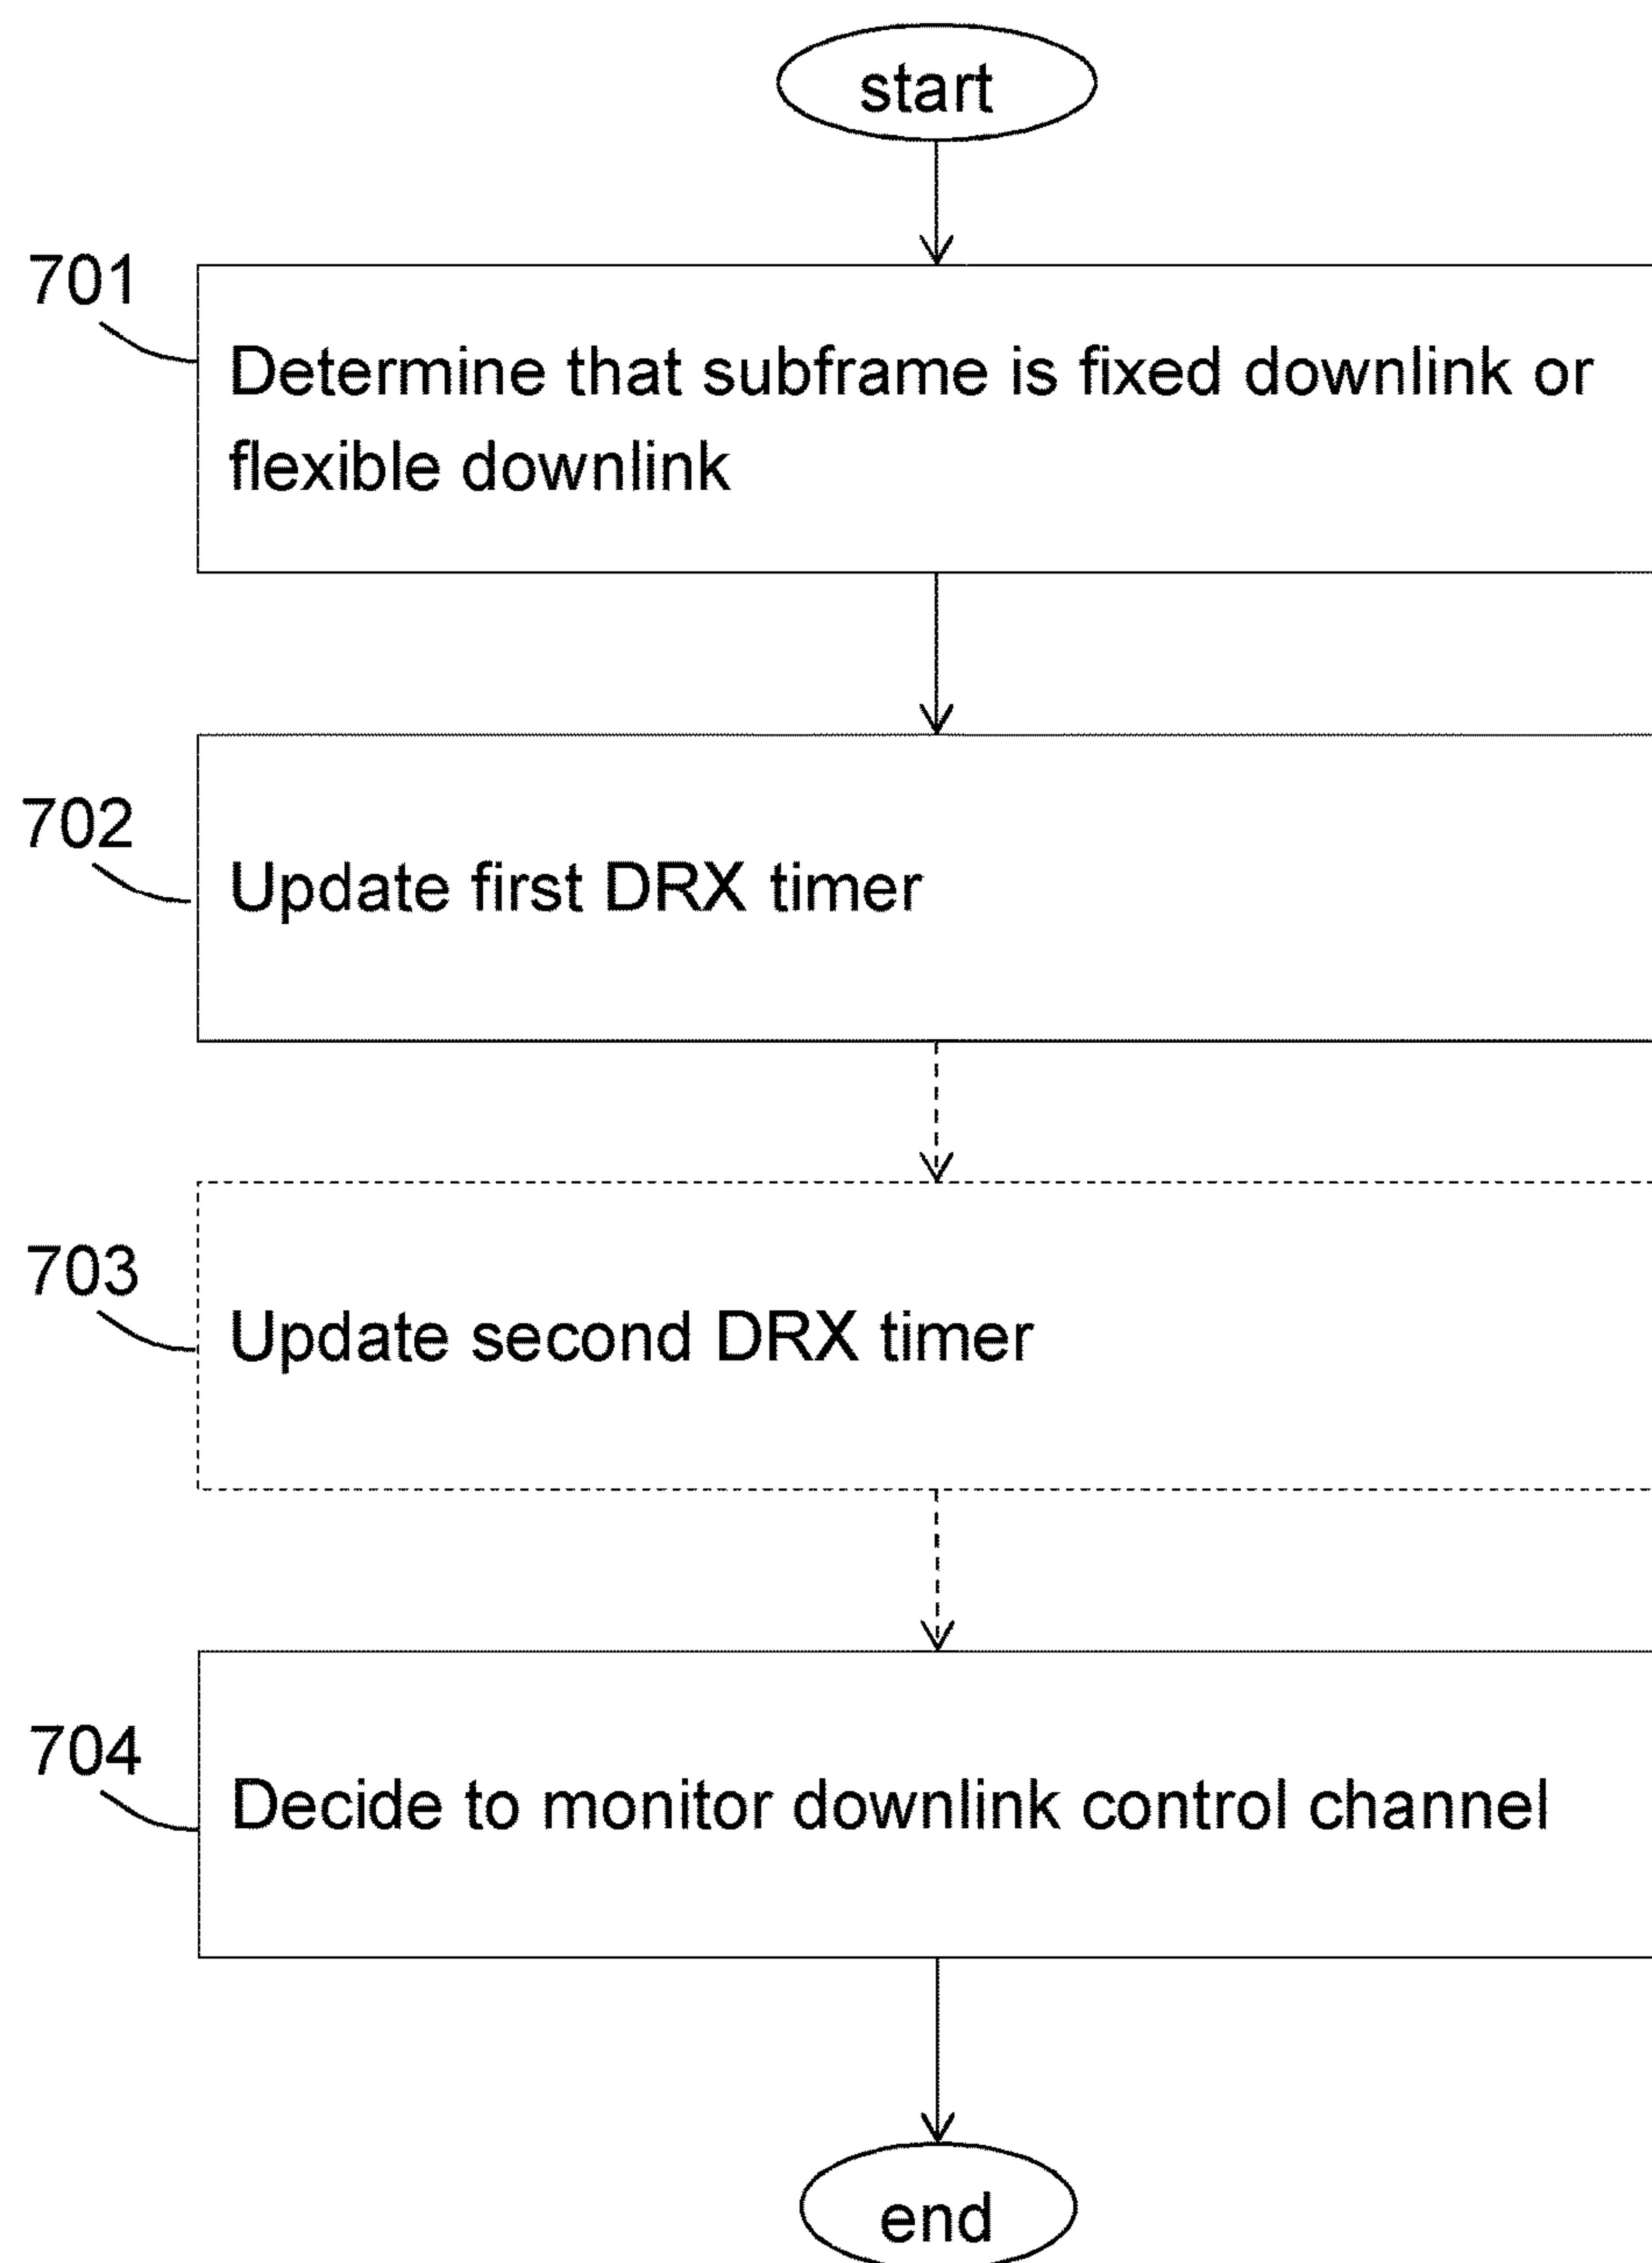 start
701
Determine that subframe is fixed downlink or
flexible downlink
702
Update first DRX timer
703
Update second DRX timer
704
Decide to monitor downlink control channel
end